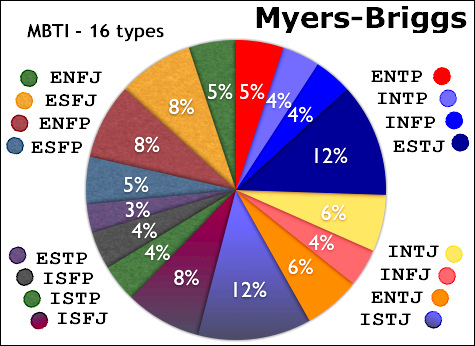 Myers-Briggs
MBTI - 16 types
ENFJ
ESFJ
ENFP
ESFP
ENTP
INTP
INFP
ESTJ
5%
4%
4%
12%
6%
4%
6%
12%
8%
4%
4%
3%
5%
8%
8%
5%
ESTP
ISFP
ISTP
ISFJ
INTJ
INFJ
ENTJ
ISTJ